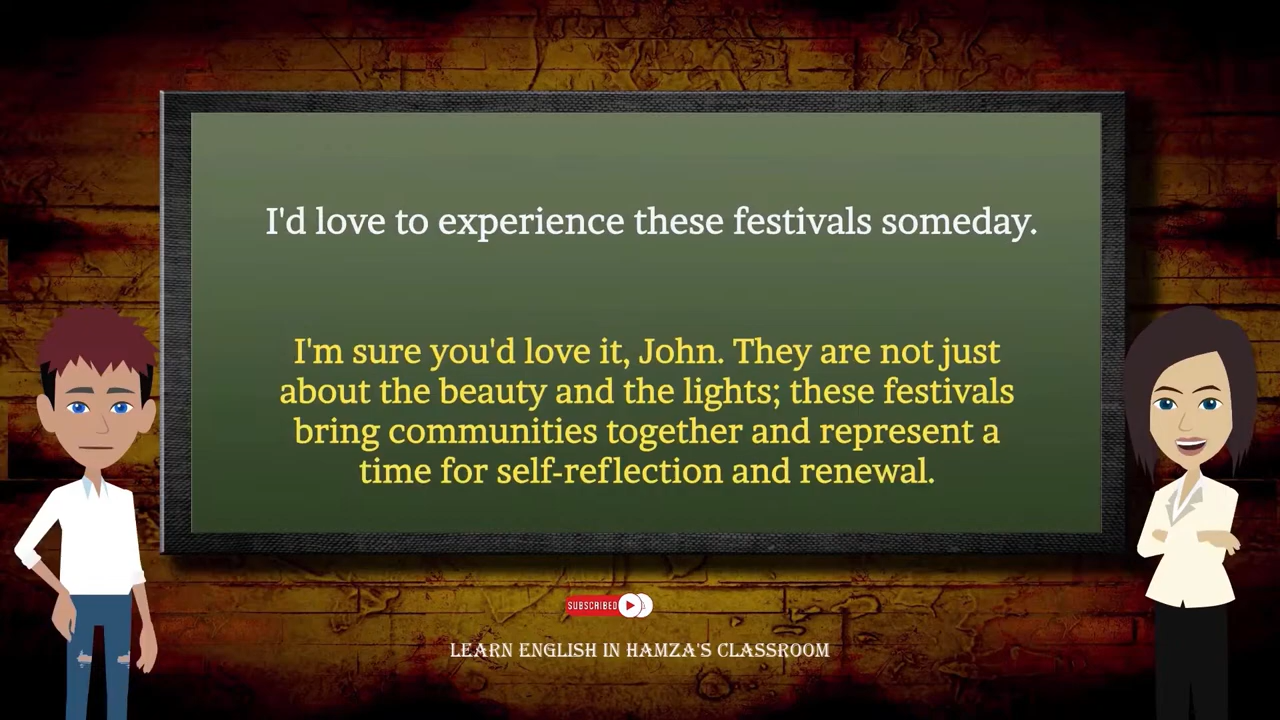 I'd love to experience these festivals someday.
I'm sure you'd love it, John. They are not just
about the beauty and the lights; these festivals
bring communities together and represent a
time for self-reflection and renewal.
SUBSCRIBED
LEARN ENGLISH IN HAMZA'S CLASSROOM